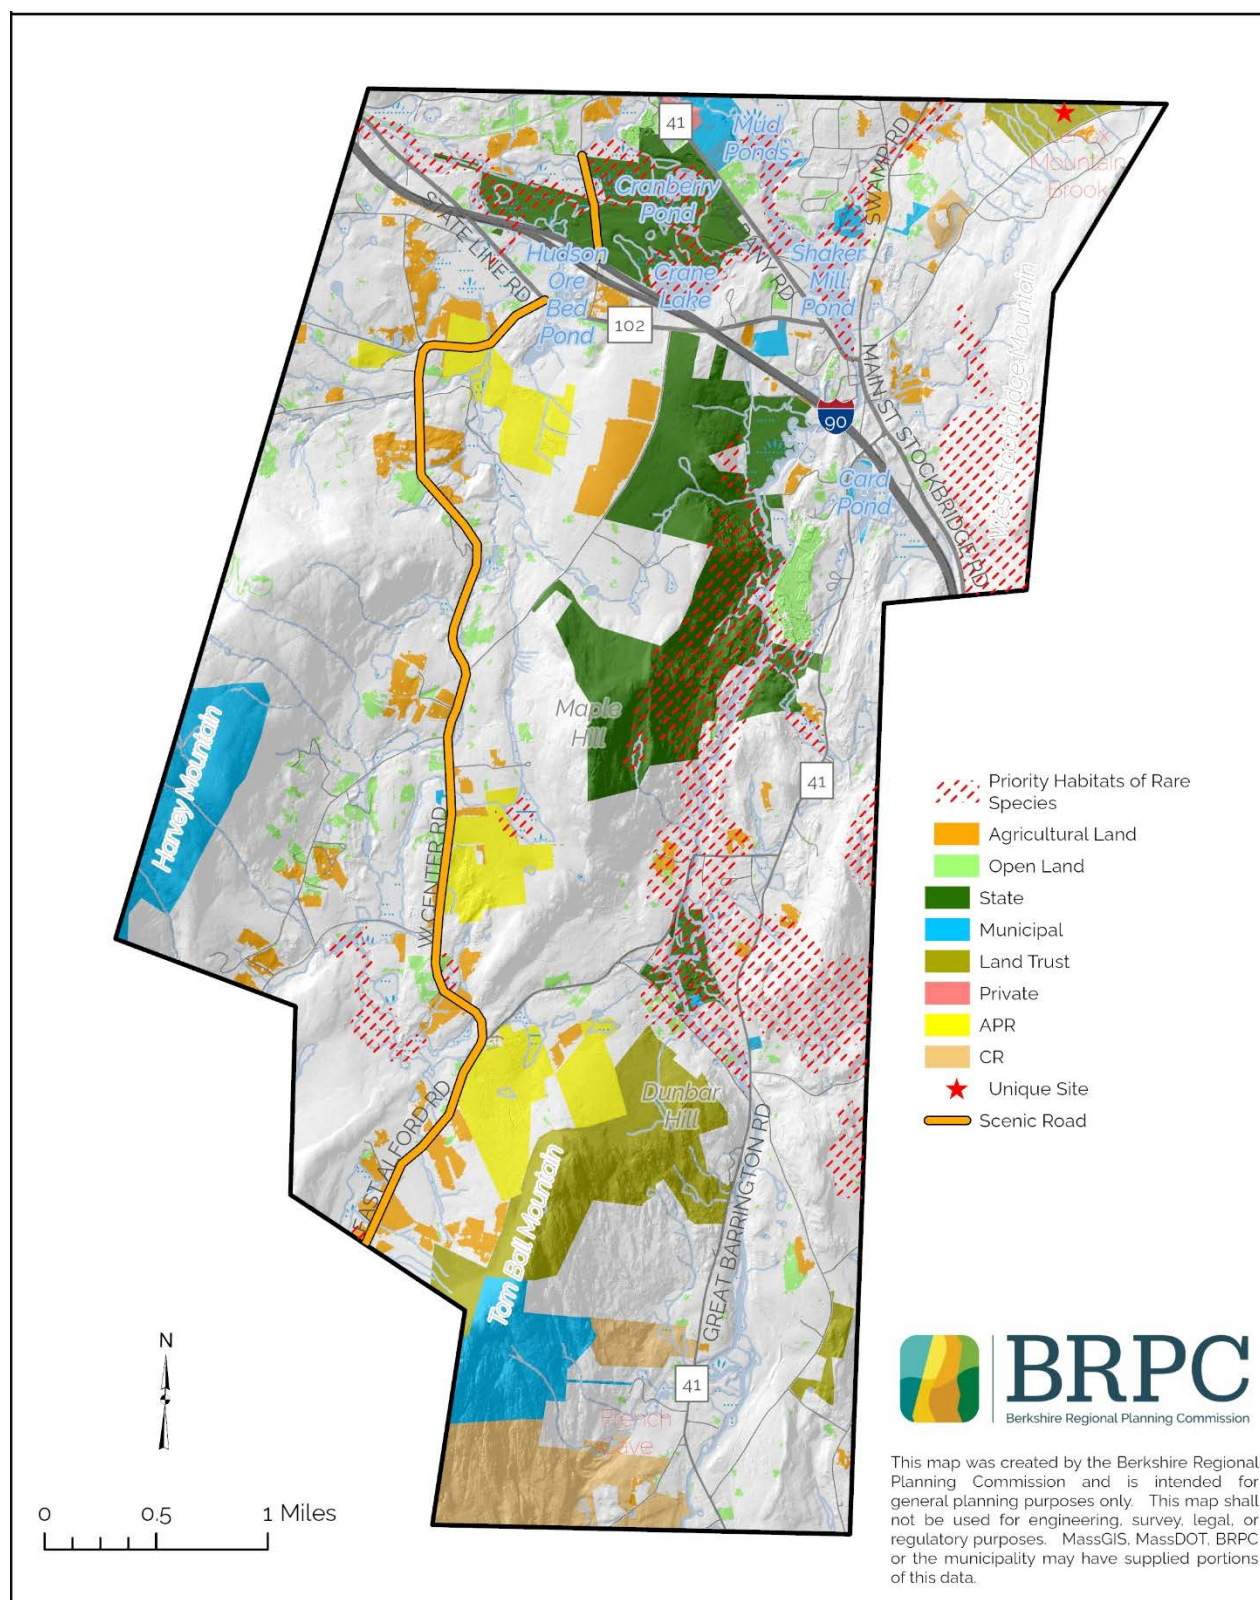 41
Mud
Ponds
SWAMP RD
Mountain
Brook
Cranberry
Pond
STATE LINE RD
Hudson
Ore
Bed
Pond
Crane
Lake
Shaker
Mill
Pond
102
MAIN ST STOCKBRIDGE RD
West Stockbridge Mountain
90
Card
Pond
Maple
Hill
Harvey Mountain
41
W CENTER RD
Priority Habitats of Rare
Species
Agricultural Land
Open Land
State
Municipal
Land Trust
Private
APR
CR
Unique Site
Scenic Road
Dunbar
Hill
EAST ALFORD RD
Tom Ball Mountain
GREAT BARRINGTON RD
41
French
Cave
N
0 0.5 1 Miles
BRPC
Berkshire Regional Planning Commission
This map was created by the Berkshire Regional
Planning Commission and is intended for
general planning purposes only. This map shall
not be used for engineering, survey, legal, or
regulatory purposes. MassGIS, MassDOT, BRPC
or the municipality may have supplied portions
of this data.